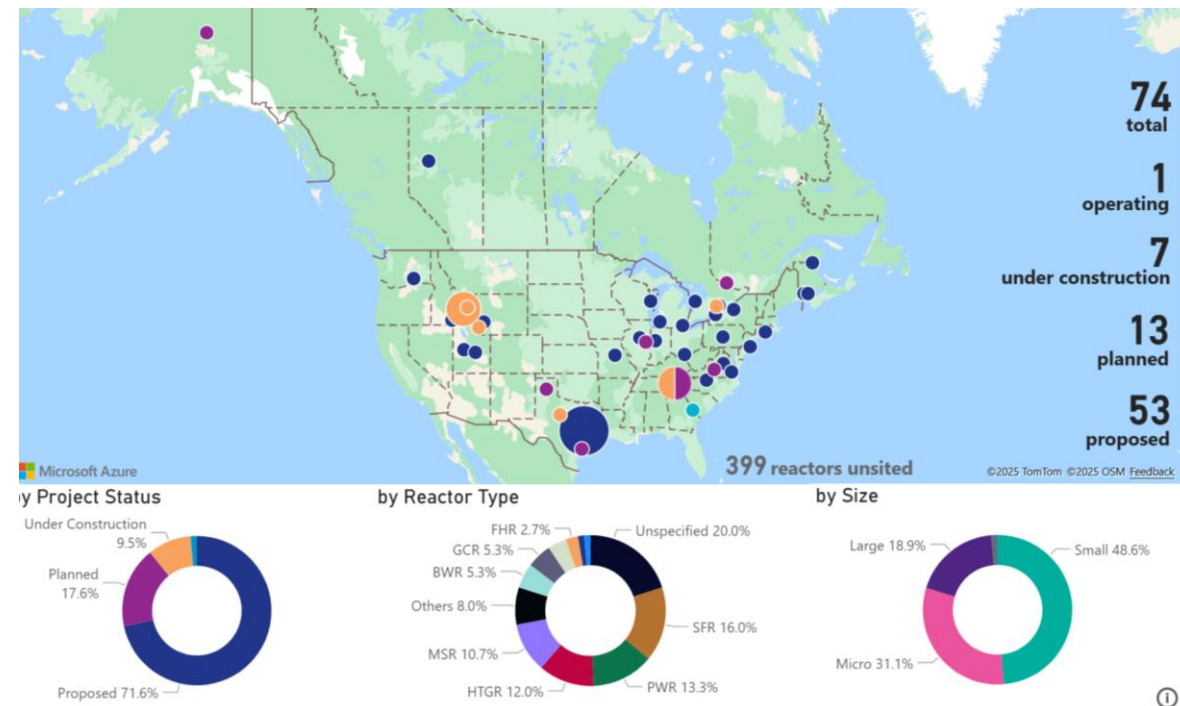 74
total
1
operating
7
under construction
13
planned
53
proposed
399 reactors unsited
Microsoft Azure
©2025 TomTom ©2025 OSM Feedback
y Project Status
Under Construction
9.5%
Planned
17.6%
Proposed 71.6%
by Reactor Type
FHR 2.7%
GCR 5.3%
BWR 5.3%
Others 8.0%
MSR 10.7%
HTGR 12.0%
Unspecified 20.0%
SFR 16.0%
PWR 13.3%
by Size
Large 18.9%
Small 48.6%
Micro 31.1%